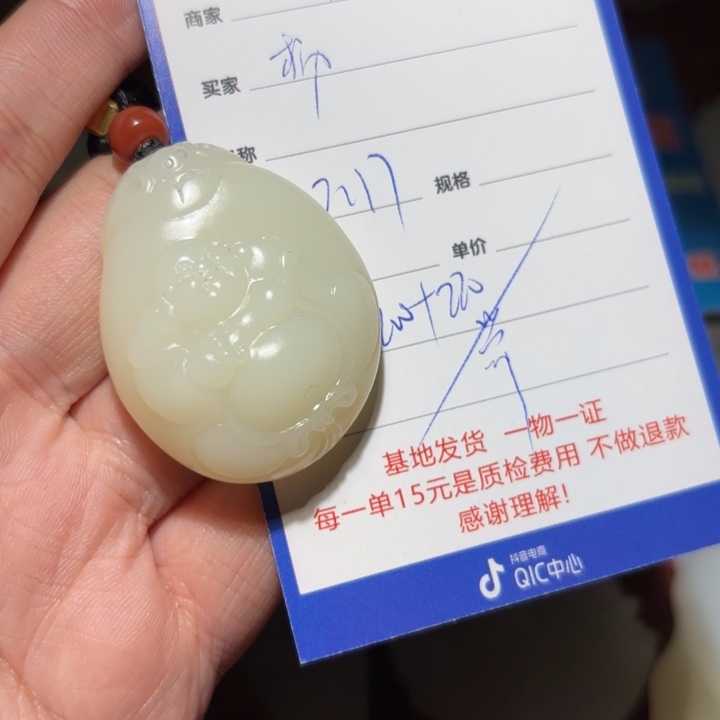 商家
买家 柳
称
7217 规格
单价
基地发货 一物一证
每一单15元是质检费用 不做退款
感谢理解!
抖音电商
QIC中心